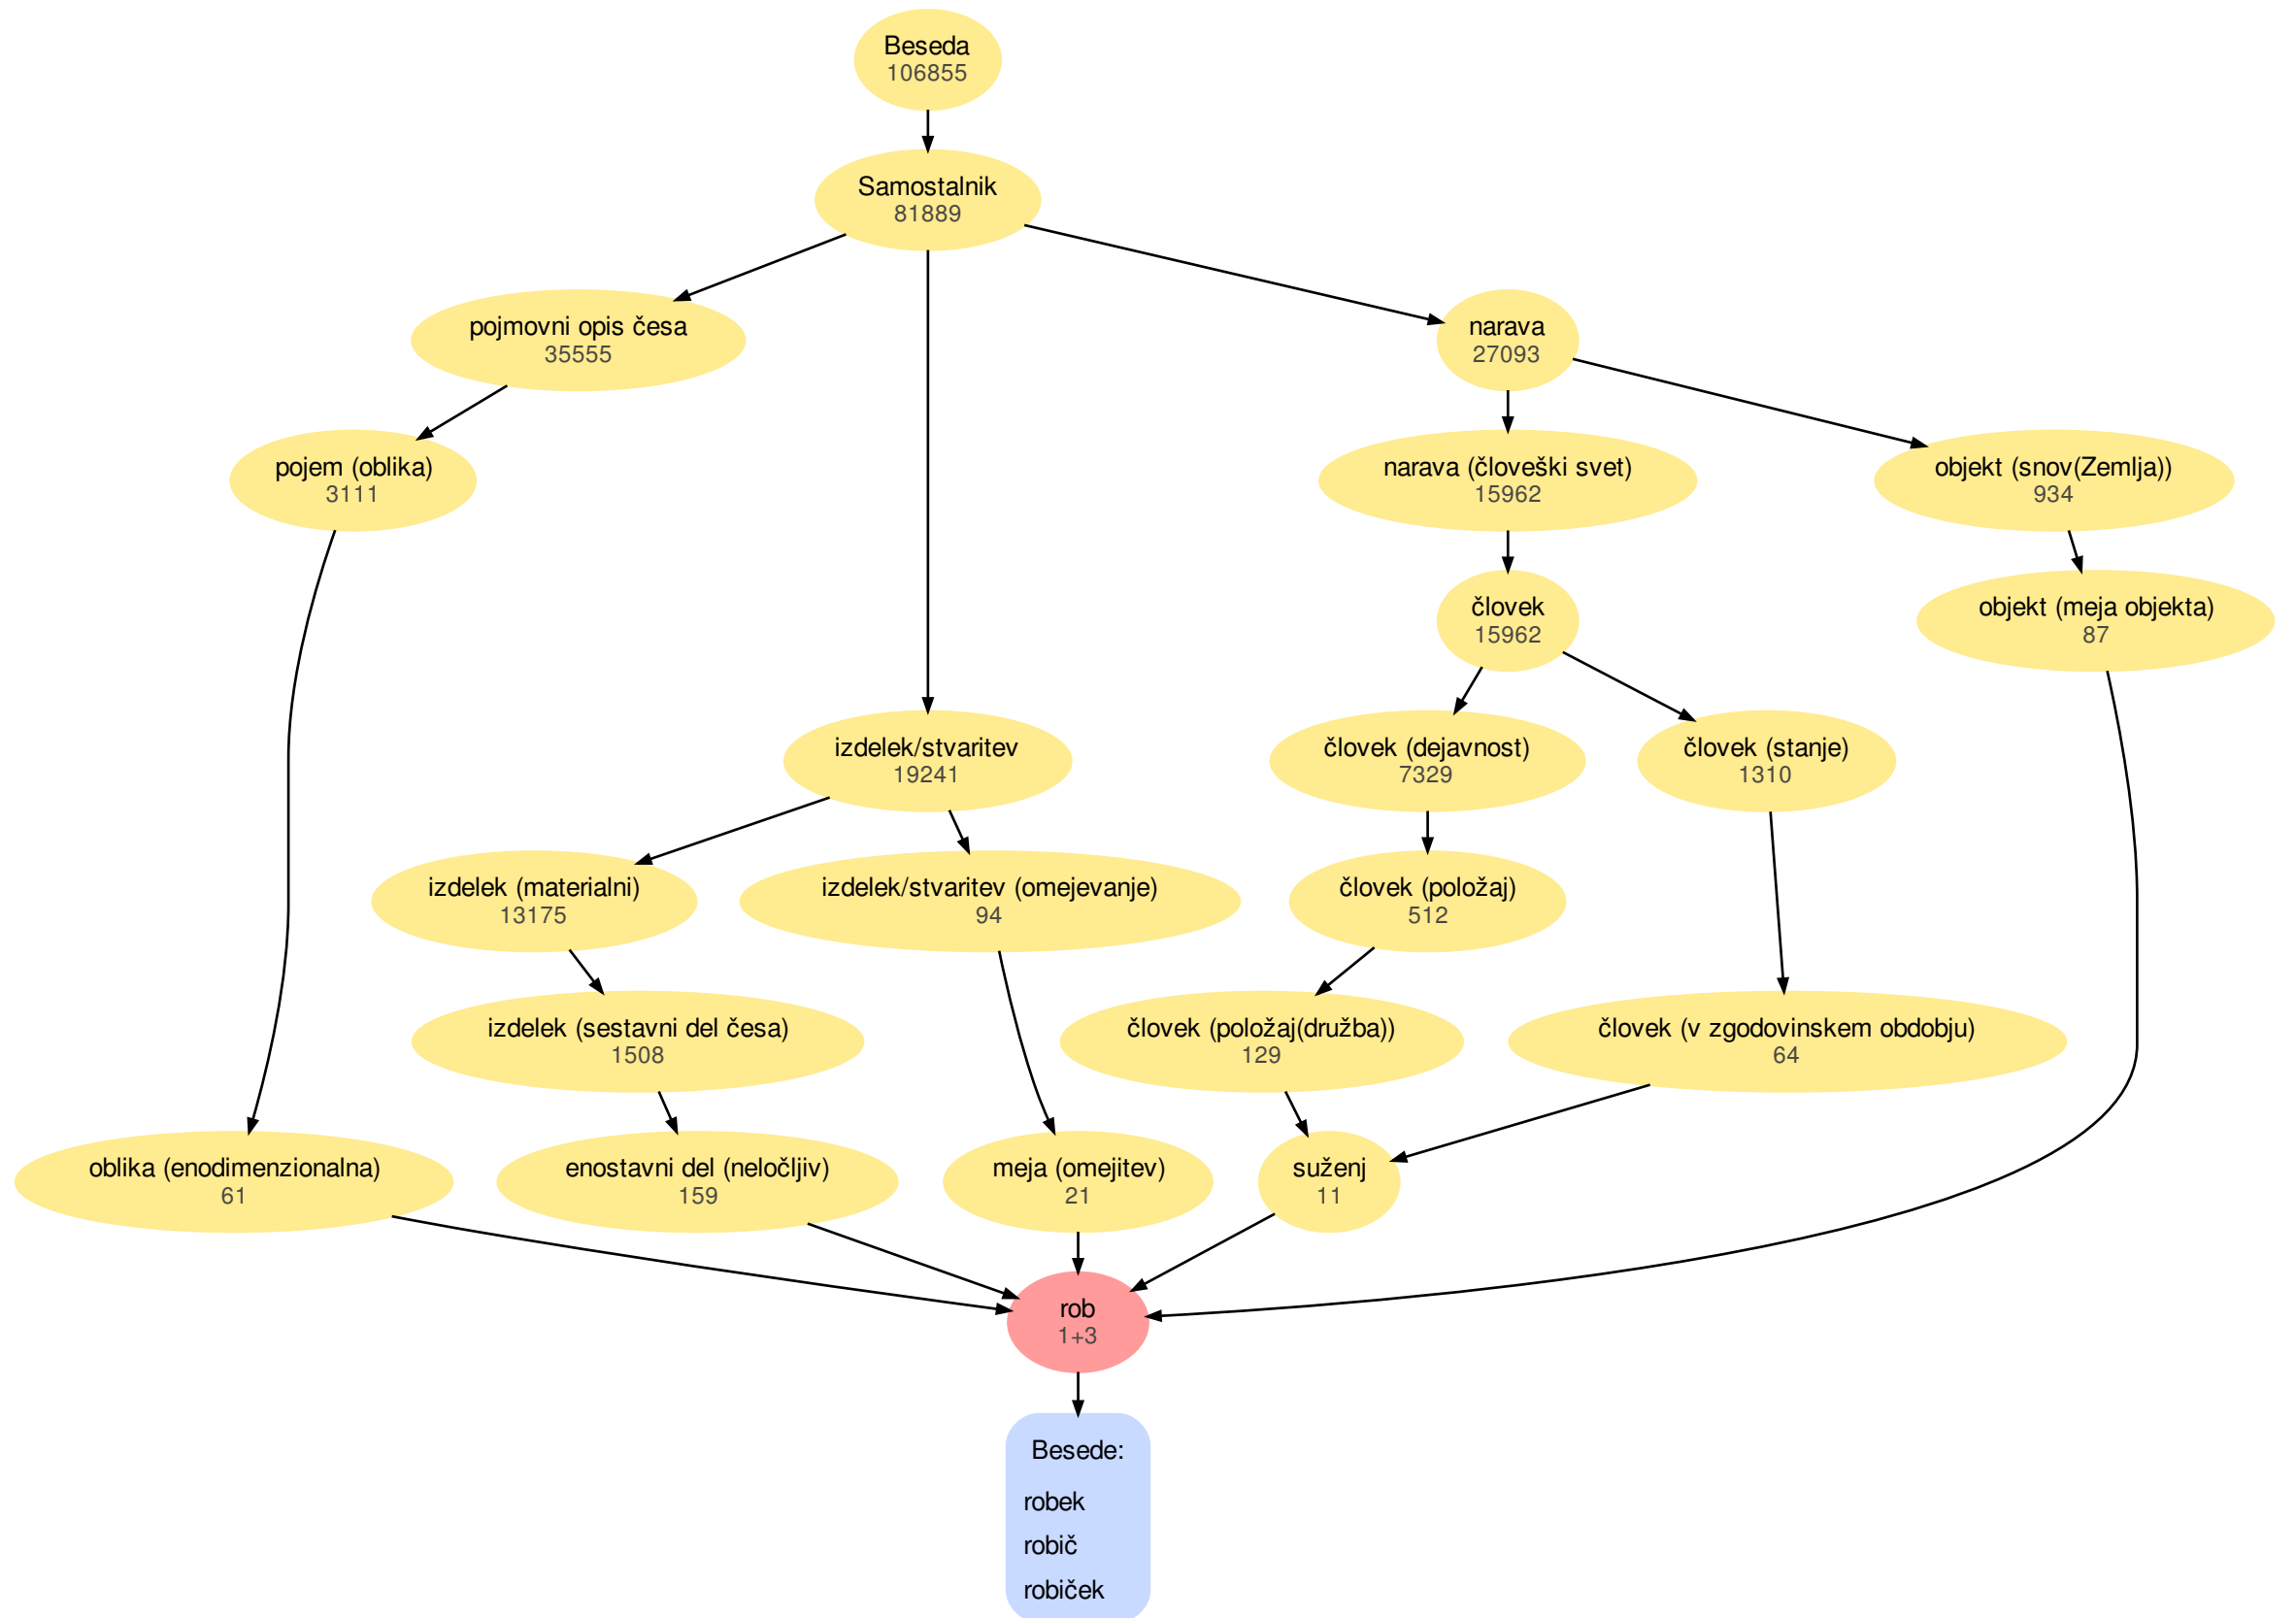 Beseda
106855
Samostalnik
81889
pojmovni opis česa
35555
narava
27093
pojem (oblika)
3111
narava (človeški svet)
15962
objekt (snov(Zemlja))
934
človek
15962
objekt (meja objekta)
87
izdelek/stvaritev
19241
človek (dejavnost)
7329
človek (stanje)
1310
izdelek (materialni)
13175
izdelek/stvaritev (omejevanje)
94
človek (položaj)
512
izdelek (sestavni del česa)
1508
človek (položaj(družba))
129
človek (v zgodovinskem obdobju)
64
oblika (enodimenzionalna)
61
enostavni del (neločljiv)
159
meja (omejitev)
21
suženj
11
rob
1+3
Besede:
robek
robič
robiček